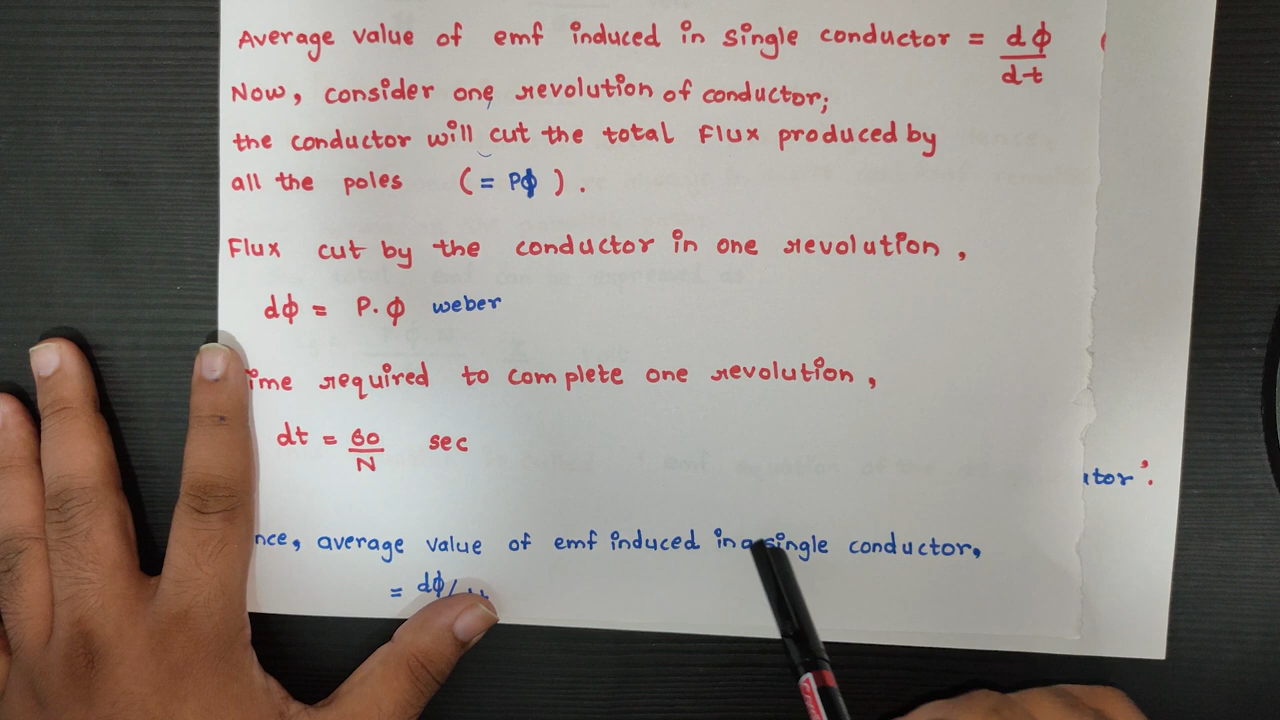 Average value of emf induced in single conductor = dϕ/dt
Now, consider one, revolution of conductor;
the conductor will cut the total Flux produced by
all the poles (= Pϕ).
Flux cut by the conductor in one revolution,
dϕ = P.ϕ weber
ime required to complete one revolution,
dt = 60/N sec
tor'.
nce, average value of emf induced in a single conductor,
= dϕ/